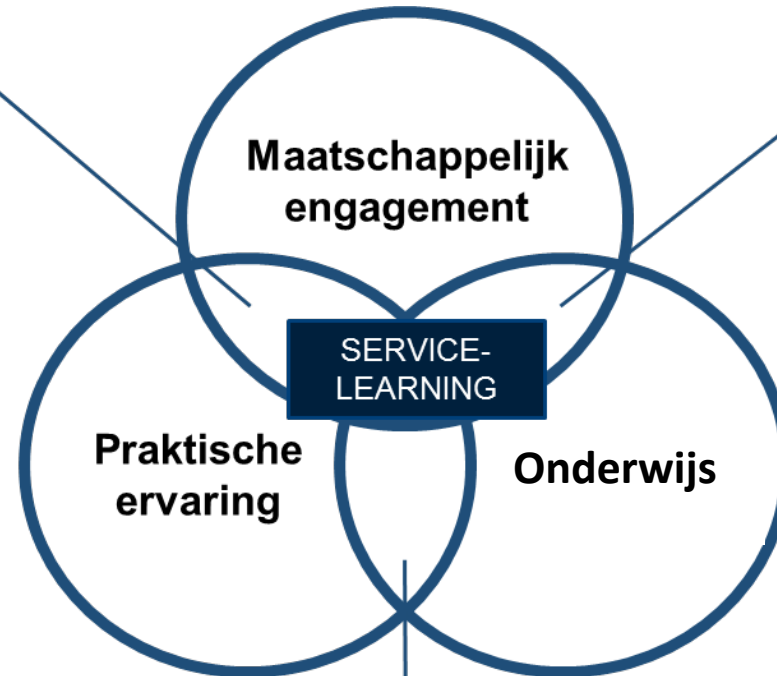 Maatschappelijk
engagement
SERVICE-
LEARNING
Praktische
ervaring
Onderwijs